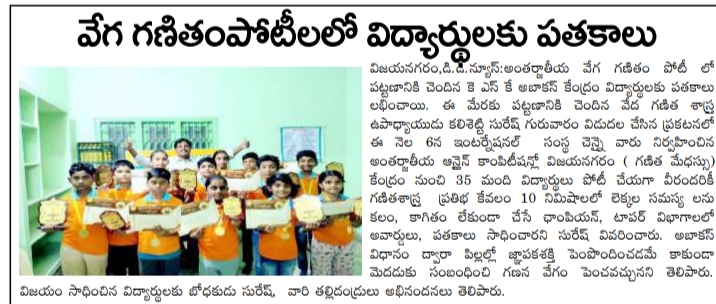 వేగ గణితంపోటీలలో విద్యార్థులకు పతకాలు
విజయనగరం,డి.డి.న్యూస్:అంతర్జాతీయ వేగ గణితం పోటీ లో
పట్టణానికి చెందిన కె ఎస్ కే అబాకస్ కేంద్రం విద్యార్థులకు పతకాలు
లభించాయి. ఈ మేరకు పట్టణానికి చెందిన వేద గణిత శాస్త్ర
ఉపాధ్యాయుడు కలిశెట్టి సురేష్ గురువారం విడుదల చేసిన ప్రకటనలో
ఈ నెల 6న ఇంటర్నేషనల్ సంస్థ చెన్నై వారు నిర్వహించిన
అంతర్జాతీయ ఆన్లైన్ కాంపిటీషన్లో విజయనగరం ( గణిత మేధస్సు)
కేంద్రం నుంచి 35 మంది విద్యార్థులు పోటీ చేయగా వీరందరికీ
గణితశాస్త్ర ప్రతిభ కేవలం 10 నిమిషాలలో లెక్కల సమస్య లను
కలం, కాగితం లేకుండా చేసే ఛాంపియన్, టాపర్ విభాగాలలో
అవార్డులు, పతకాలు సాధించారని సురేష్ వివరించారు. అబాకస్
విధానం ద్వారా పిల్లల్లో జ్ఞాపకశక్తి పెంపొందించడమే కాకుండా
మెదడుకు సంబంధించి గణన వేగం పెంచవచ్చునని తెలిపారు.
విజయం సాధించిన విద్యార్థులకు బోధకుడు సురేష్, వారి తల్లిదండ్రులు అభినందనలు తెలిపారు.